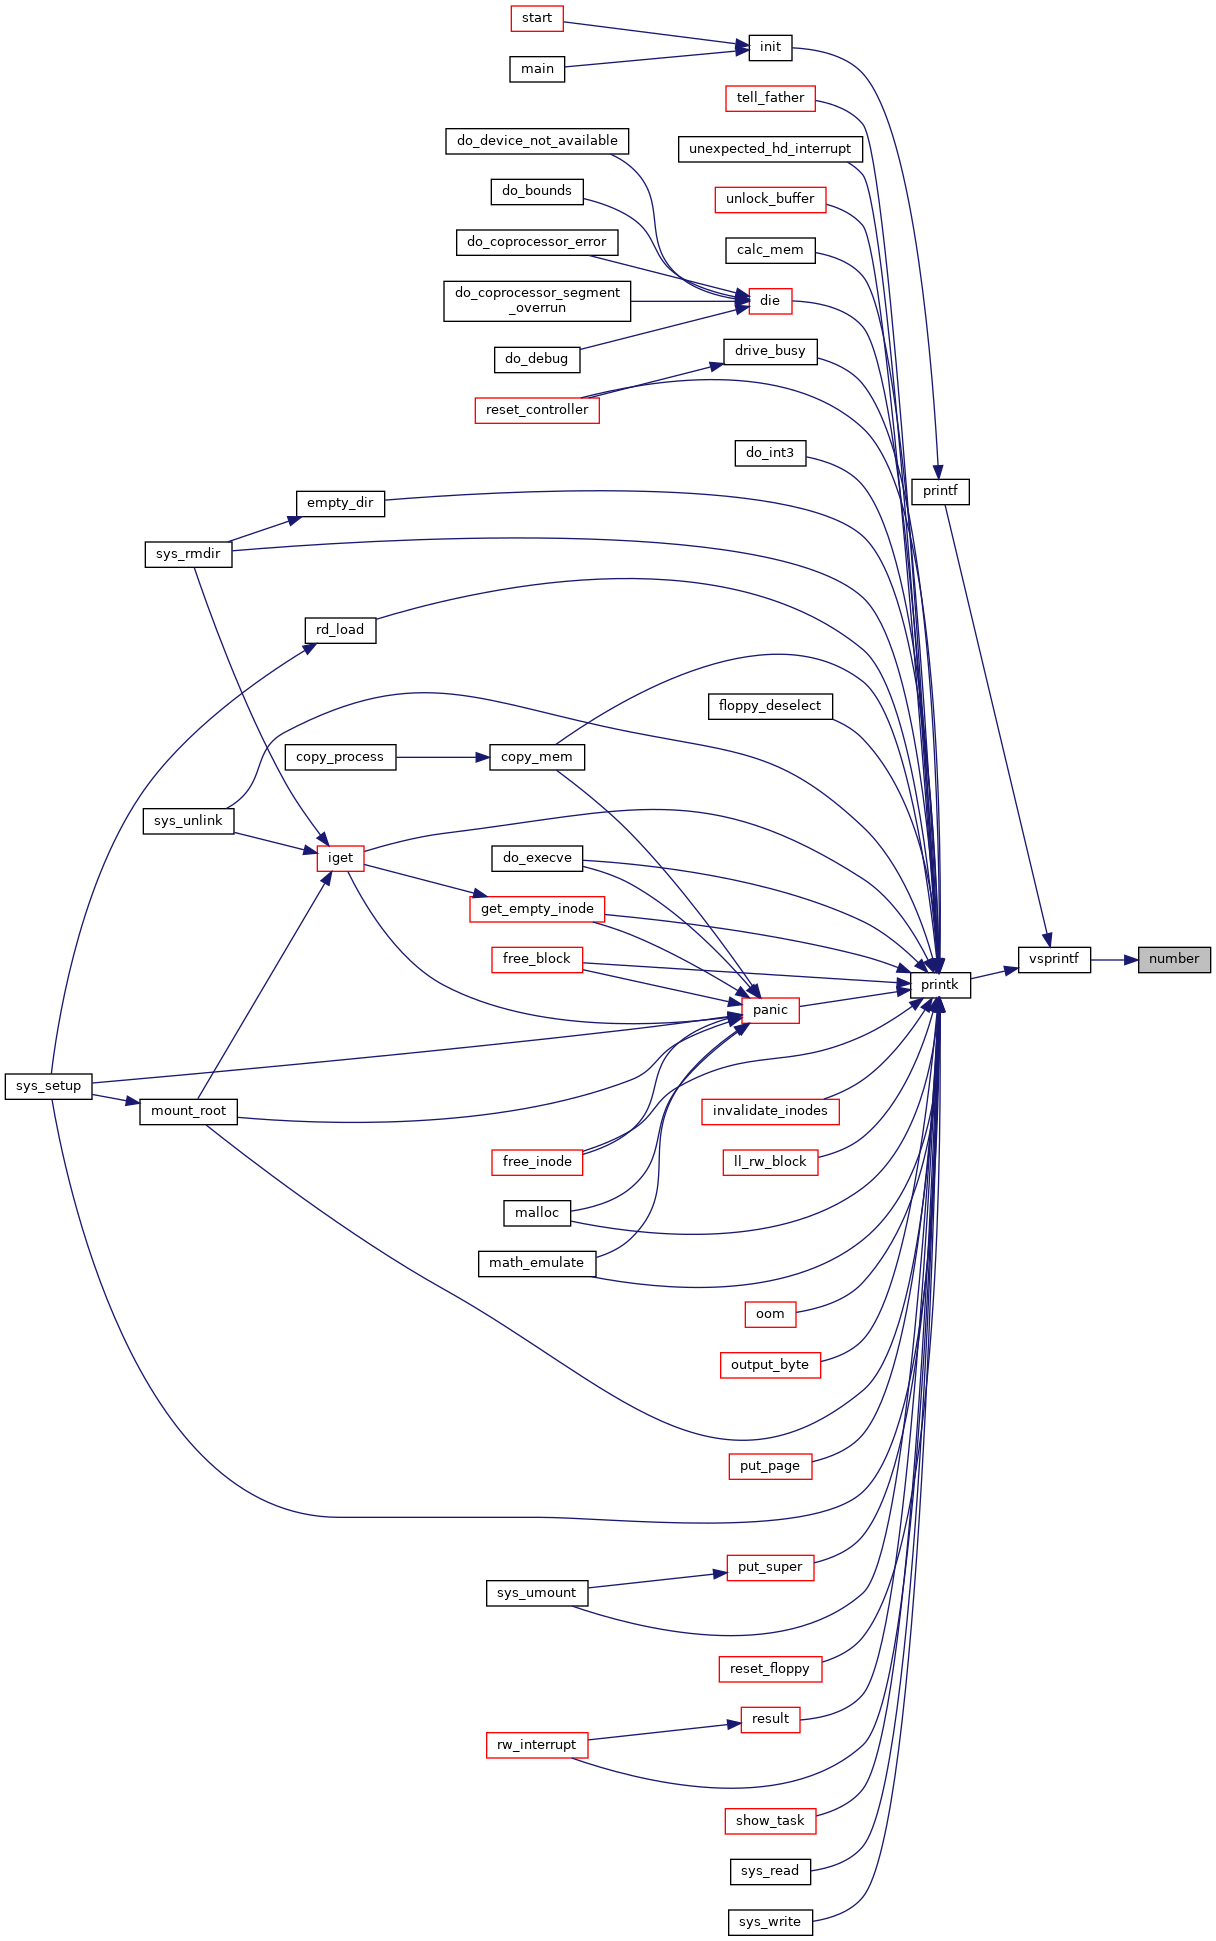 start
init
main
tell_father
do_device_not_available
unexpected_hd_interrupt
do_bounds
unlock_buffer
do_coprocessor_error
calc_mem
do_coprocessor_segment
_overrun
die
do_debug
drive_busy
reset_controller
do_int3
printf
empty_dir
sys_rmdir
rd_load
floppy_deselect
copy_process
copy_mem
sys_unlink
iget
do_execve
get_empty_inode
free_block
vsprintf
number
printk
panic
sys_setup
mount_root
invalidate_inodes
free_inode
ll_rw_block
malloc
math_emulate
oom
output_byte
put_page
put_super
sys_umount
reset_floppy
result
rw_interrupt
show_task
sys_read
sys_write